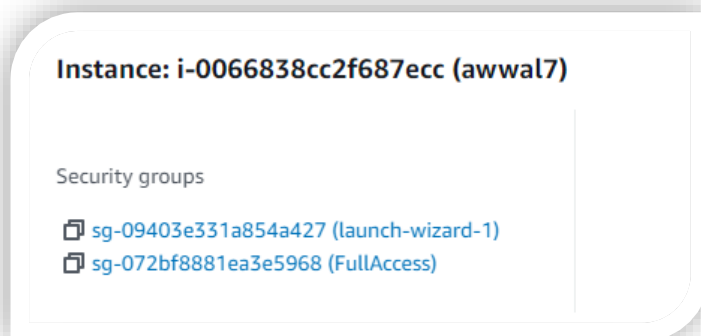 Instance: i-0066838cc2f687ecc (awwal7)
Security groups
sg-09403e331a854a427 (launch-wizard-1)
sg-072bf8881ea3e5968 (FullAccess)